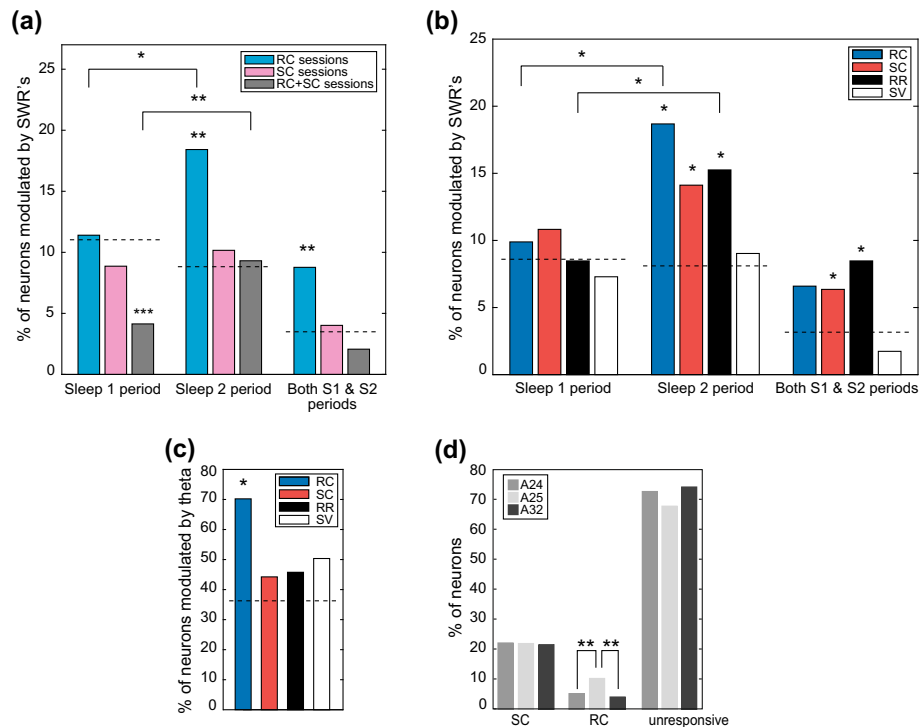 (a)
% of neurons modulated by SWR's
25
20
15
10
5
0
*
**
**
**
***
RC sessions
SC sessions
RC+SC sessions
Sleep 1 period
Sleep 2 period
Both S1 & S2
periods
(b)
% of neurons modulated by SWR's
25
20
15
10
5
0
*
*
*
*
*
*
*
RC
SC
RR
SV
Sleep 1 period
Sleep 2 period
Both S1 & S2 periods
(c)
% of neurons modulated by theta
70
60
50
40
30
20
10
0
*
RC
SC
RR
SV
(d)
% of neurons
80
70
60
50
40
30
20
10
0
A24
A25
A32
** **
SC
RC
unresponsive